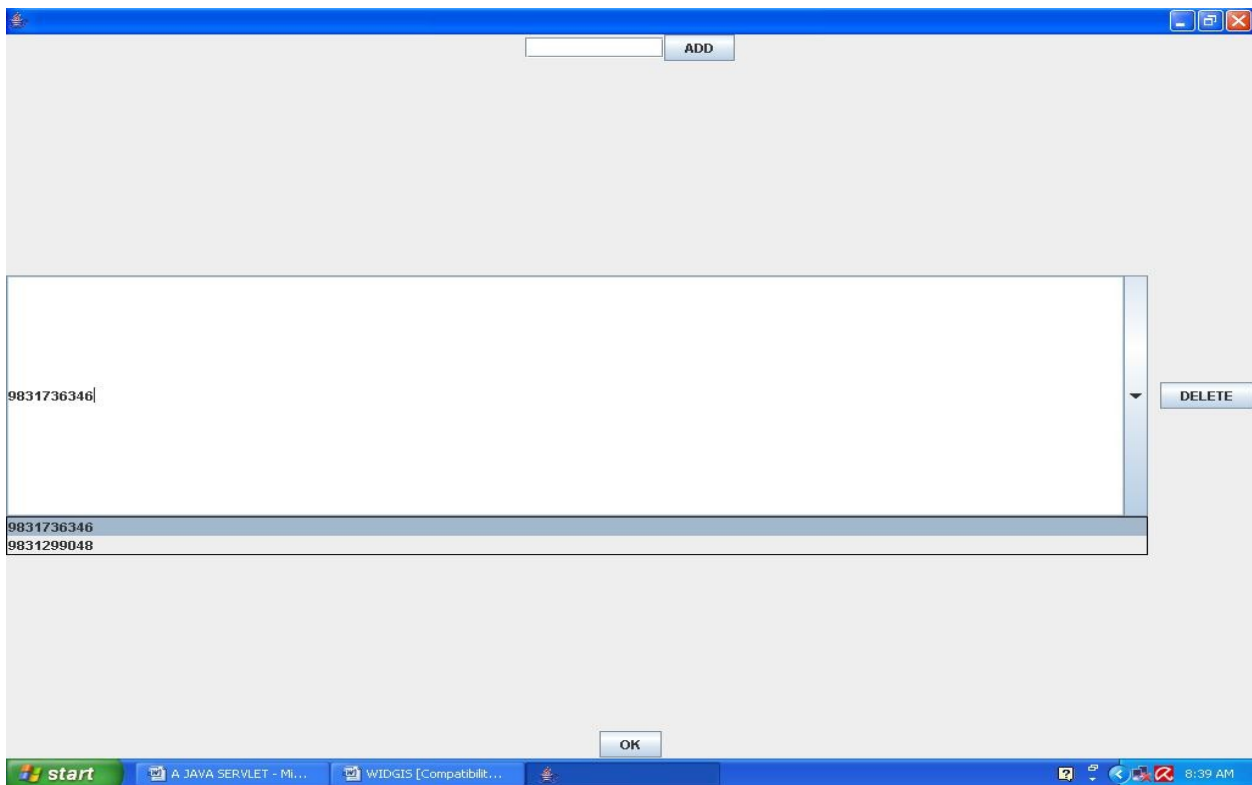 ADD
9831736346
DELETE
9831736346
9831299048
OK
start
A JAVA SERVLET - Mi...
WIDGIS [Compatibilit...
8:39 AM